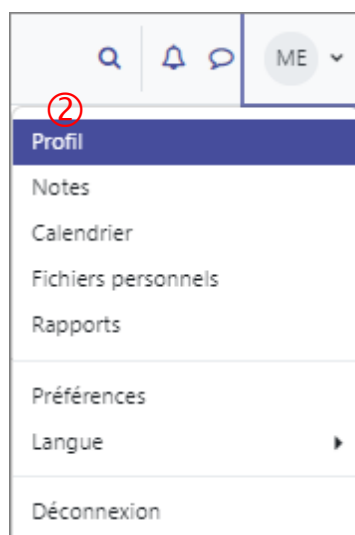 ME
②
Profil
Notes
Calendrier
Fichiers personnels
Rapports
Préférences
Langue
Déconnexion